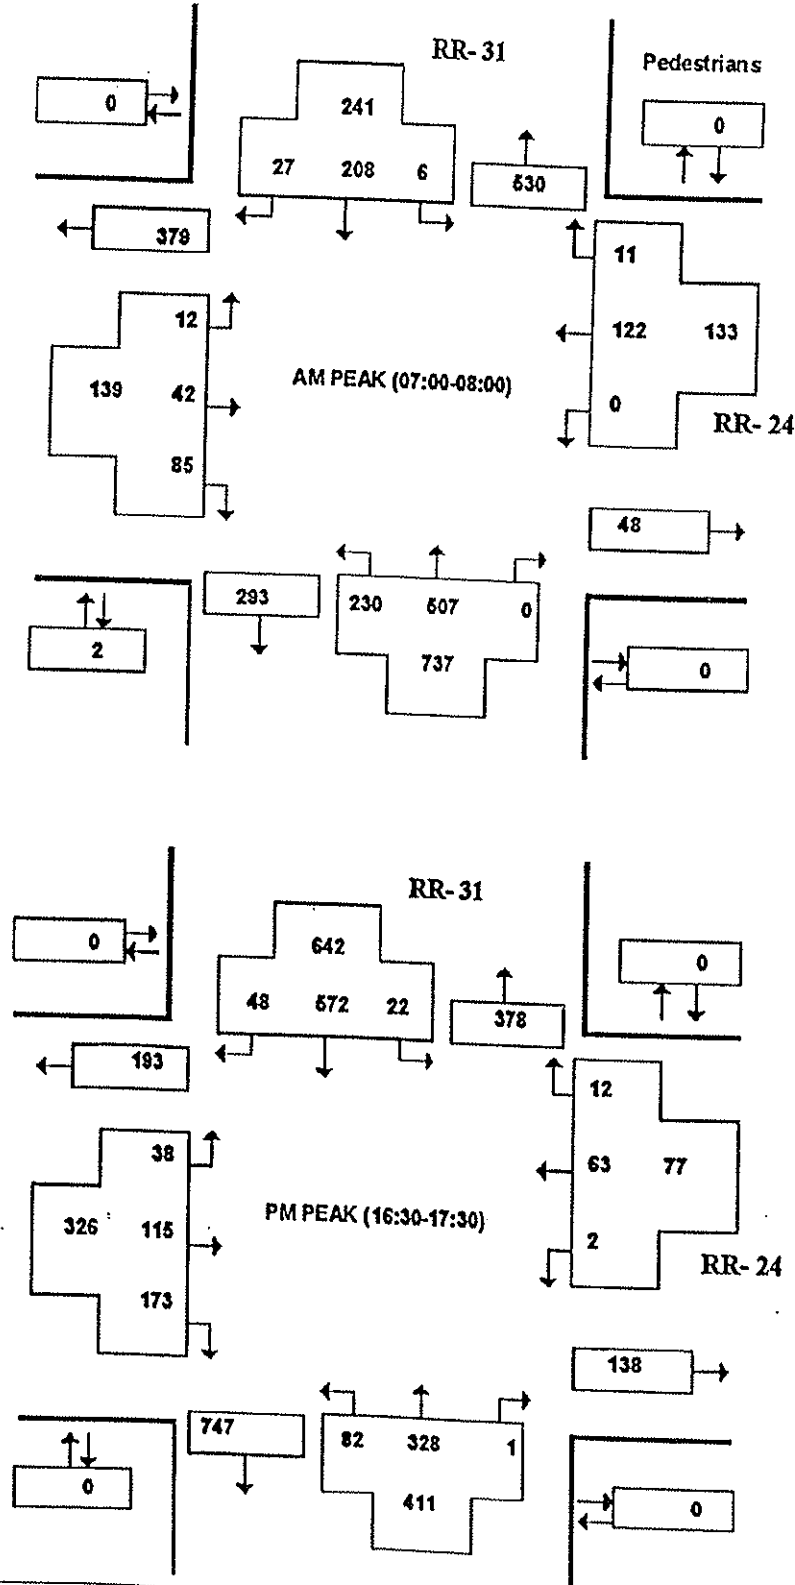 RR- 31
Pedestrians
0
241
0
27 208 6
530
379
11
12
122 133
AM PEAK (07:00-08:00)
139 42
0
RR- 24
85
48
293
230 507 0
2
737
0
RR- 31
0
642
0
48 572 22
378
193
12
38
63 77
PM PEAK (16:30-17:30)
326 115
2
RR- 24
173
138
747
82 328 1
0
411
0